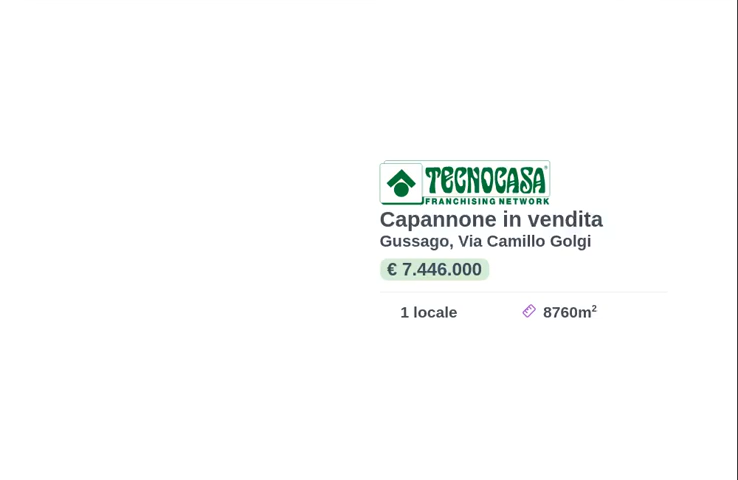 TECNOCASA
FRANCHISING NETWORK
Capannone in vendita
Gussago, Via Camillo Golgi
€ 7.446.000
1 locale 8760m²